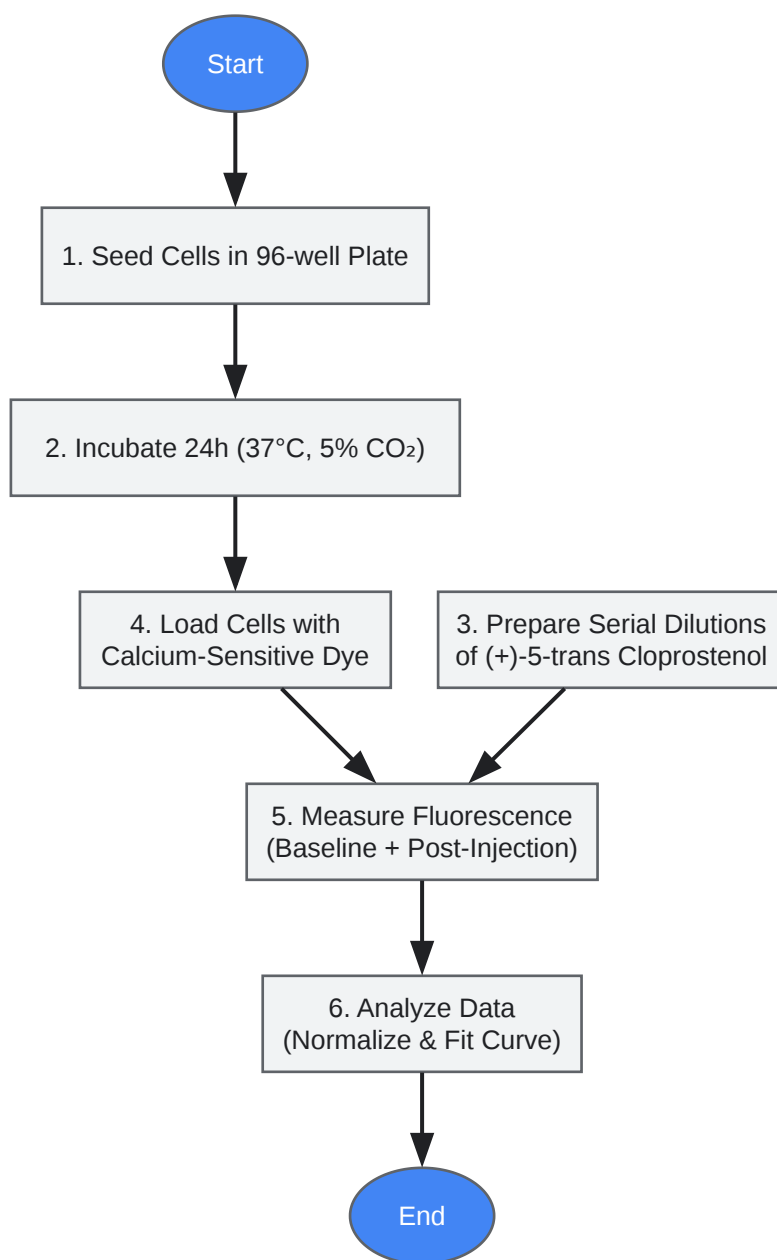 Start
1. Seed Cells in 96-well Plate
2. Incubate 24h (37°C, 5% CO₂)
4. Load Cells with
Calcium-Sensitive Dye
3. Prepare Serial Dilutions
of (+)-5-trans Cloprostenol
5. Measure Fluorescence
(Baseline + Post-Injection)
6. Analyze Data
(Normalize & Fit Curve)
End